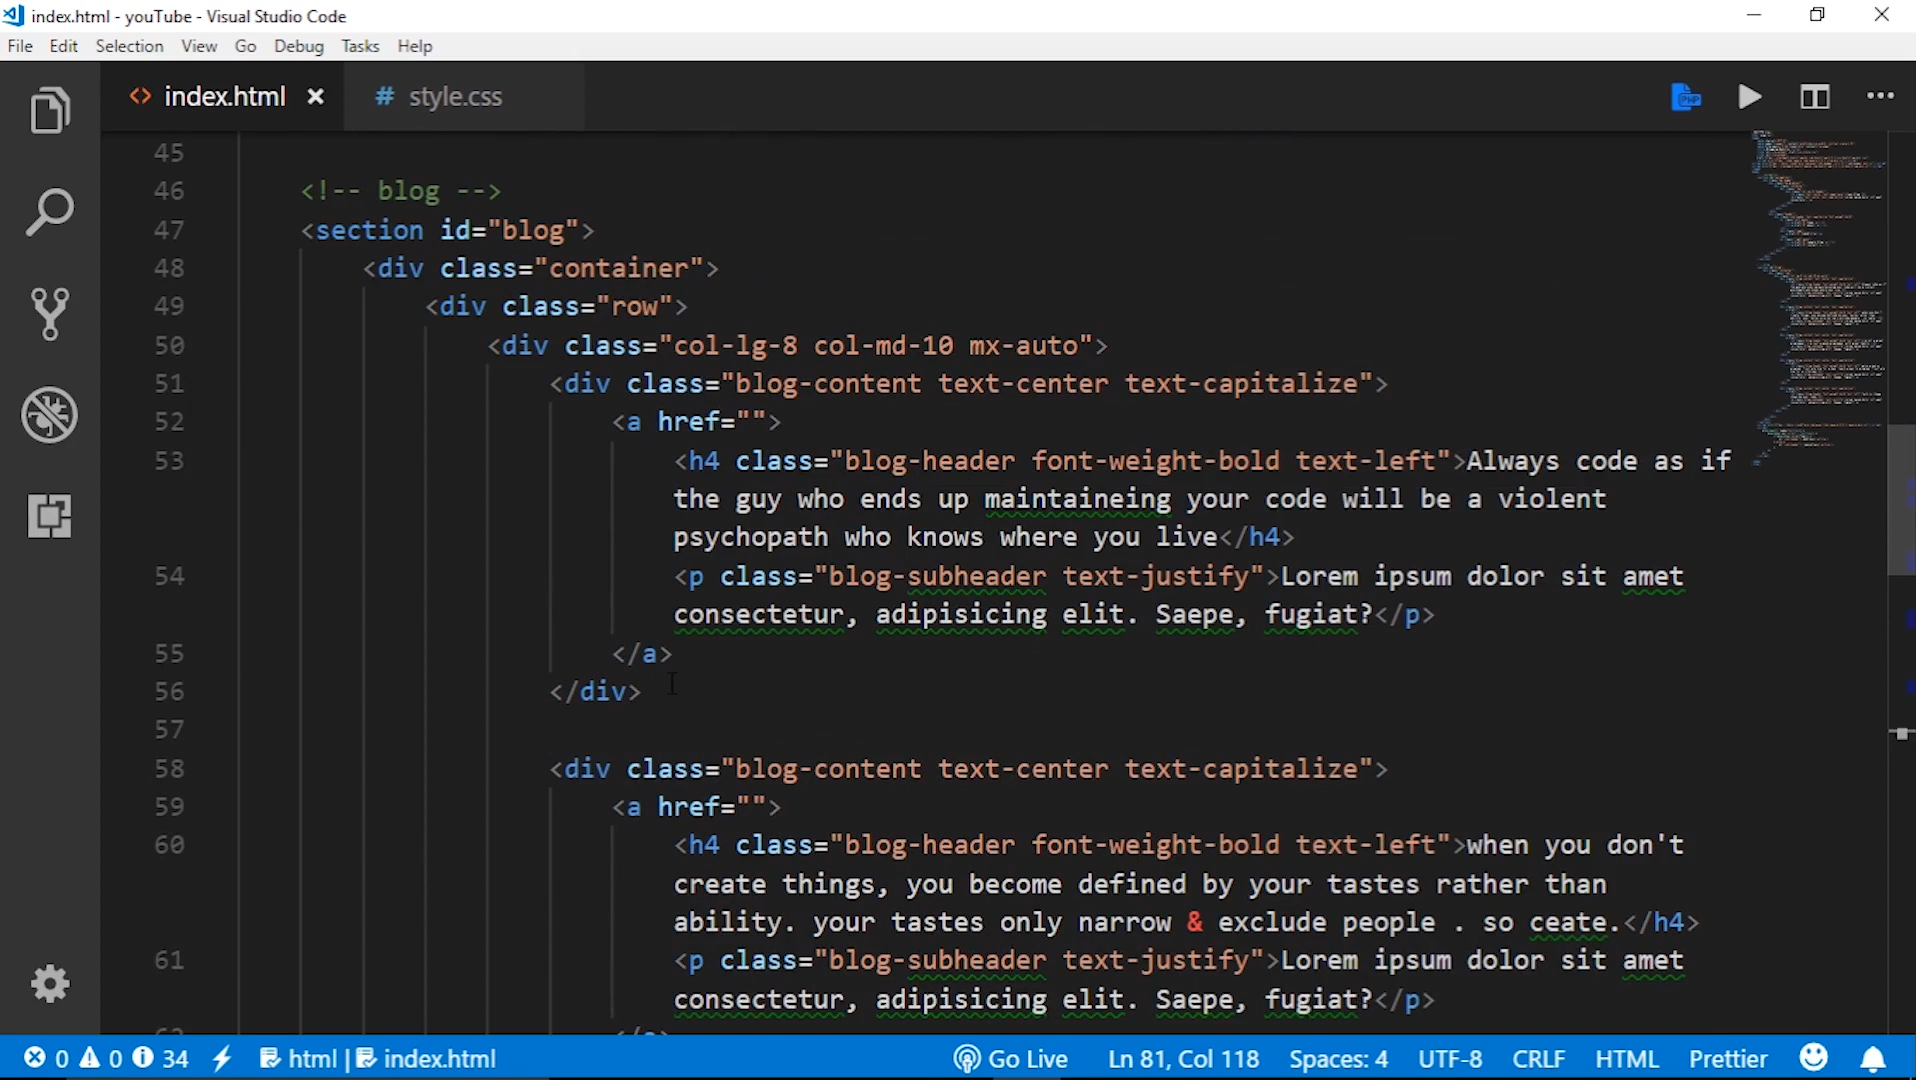 index.html - youTube - Visual Studio Code
File Edit Selection View Go Debug Tasks Help
<> index.html × # style.css
PHP
45
46 <!-- blog -->
47 <section id="blog">
48 <div class="container">
49 <div class="row">
50 <div class="col-lg-8 col-md-10 mx-auto">
51 <div class="blog-content text-center text-capitalize">
52 <a href="">
53 <h4 class="blog-header font-weight-bold text-left">Always code as if
the guy who ends up maintaineing your code will be a violent
psychopath who knows where you live</h4>
54 <p class="blog-subheader text-justify">Lorem ipsum dolor sit amet
consectetur, adipisicing elit. Saepe, fugiat?</p>
55 </a>
56 </div>
57
58 <div class="blog-content text-center text-capitalize">
59 <a href="">
60 <h4 class="blog-header font-weight-bold text-left">when you don't
create things, you become defined by your tastes rather than
ability. your tastes only narrow & exclude people . so ceate.</h4>
61 <p class="blog-subheader text-justify">Lorem ipsum dolor sit amet
consectetur, adipisicing elit. Saepe, fugiat?</p>
0 0 34 html | index.html Go Live Ln 81, Col 118 Spaces: 4 UTF-8 CRLF HTML Prettier